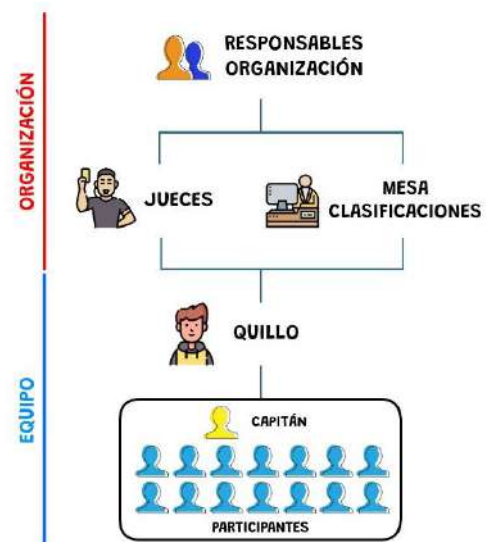 RESPONSABLES
ORGANIZACIÓN
ORGANIZACIÓN
JUECES
MESA
CLASIFICACIONES
QUILLO
EQUIPO
CAPITÁN
PARTICIPANTES